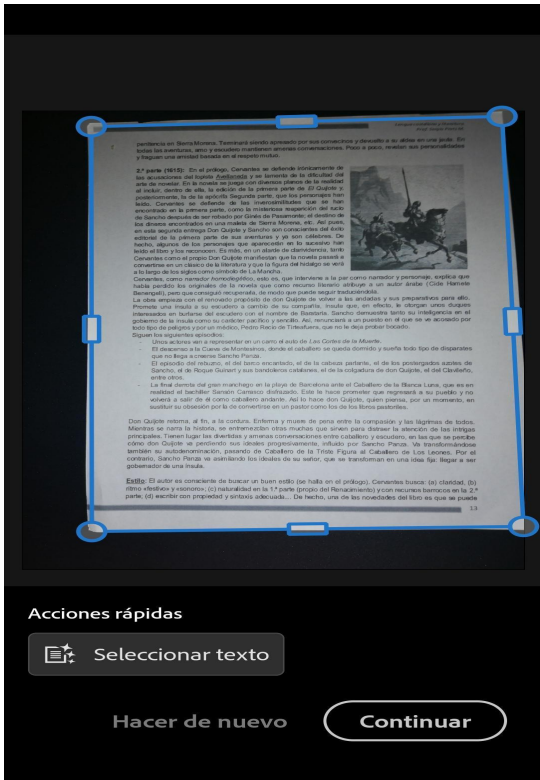 penitencia en Sierra Morena. Terminará siendo apresado por sus convecinos y devuelto a su aldea en una jaula. En
todas las aventuras, amo y escudero mantienen amenas conversaciones. Poco a poco, revelan sus personalidades
y fraguan una amistad basada en el respeto mutuo.
2.ª parte (1615): En el prólogo, Cervantes se defiende irónicamente de
las acusaciones del lopista Avellaneda y se lamenta de la dificultad del
arte de novelar. En la novela se juega con diversos planos de la realidad
al incluir, dentro de ella, la edición de la primera parte de El Quijote y,
posteriormente, la de la apócrifa Segunda parte, que los personajes han
leído. Cervantes se defiende de las inverosimilitudes que se han
encontrado en la primera parte, como la misteriosa reaparición del rucio
de Sancho después de ser robado por Ginés de Pasamonte; el destino de
los dineros encontrados en una maleta de Sierra Morena, etc. Así pues,
en esta segunda entrega Don Quijote y Sancho son conscientes del éxito
editorial de la primera parte de sus aventuras y ya son célebres. De
hecho, algunos de los personajes que aparecerán en lo sucesivo han
leído el libro y los reconocen. Es más, en un alarde de clarividencia, tanto
Cervantes como el propio Don Quijote manifiestan que la novela pasará a
convertirse en un clásico de la literatura y que la figura del hidalgo se verá
a lo largo de los siglos como símbolo de La Mancha.
Cervantes, como narrador homodiegético, esto es, que interviene a la par como narrador y personaje, explica que
había perdido los originales de la novela que como recurso literario atribuye a un autor árabe (Cide Hamete
Benengeli), pero que consiguió recuperarla, de modo que puede seguir traduciéndola.
La obra empieza con el renovado propósito de don Quijote de volver a las andadas y sus preparativos para ello.
Promete una ínsula a su escudero a cambio de su compañía, ínsula que, en efecto, le otorgan unos duques
interesados en burlarse del escudero con el nombre de Barataria. Sancho demuestra tanto su inteligencia en el
gobierno de la ínsula como su carácter pacífico y sencillo. Así, renunciará a un puesto en el que se ve acosado por
todo tipo de peligros y por un médico, Pedro Recio de Tirteafuera, que no le deja probar bocado.
Siguen los siguientes episodios:
- Unos actores van a representar en un carro el auto de Las Cortes de la Muerte.
- El descenso a la Cueva de Montesinos, donde el caballero se queda dormido y sueña todo tipo de disparates
que no llega a creerse Sancho Panza.
- El episodio del rebuzno, el del barco encantado, el de la cabeza parlante, el de los postergados azores de
Sancho, el de Roque Guinart y sus bandoleros catalanes, el de la colgadura de don Quijote, el del Clavileño,
entre otros.
- La final derrota del gran manchego en la playa de Barcelona ante el Caballero de la Blanca Luna, que es en
realidad el bachiller Sansón Carrasco disfrazado. Este le hace prometer que regresará a su pueblo y no
volverá a salir de él como caballero andante. Así lo hace don Quijote, quien piensa, por un momento, en
sustituir su obsesión por la de convertirse en un pastor como los de los libros pastoriles.
Don Quijote retorna, al fin, a la cordura. Enferma y muere de pena entre la compasión y las lágrimas de todos.
Mientras se narra la historia, se entremezclan otras muchas que sirven para distraer la atención de las intrigas
principales. Tienen lugar las divertidas y amenas conversaciones entre caballero y escudero, en las que se percibe
cómo don Quijote va perdiendo sus ideales progresivamente, influido por Sancho Panza. Va transformándose
también su autodenominación, pasando de Caballero de la Triste Figura al Caballero de Los Leones. Por el
contrario, Sancho Panza va asimilando los ideales de su señor, que se transforman en una idea fija: llegar a ser
gobernador de una ínsula.
Estilo: El autor es consciente de buscar un buen estilo (se halla en el prólogo). Cervantes busca: (a) claridad, (b)
ritmo «festivo» y «sonoro», (c) naturalidad en la 1.ª parte (propio del Renacimiento) y con recursos barrocos en la 2.ª
parte, (d) escribir con propiedad y sintaxis adecuada... De hecho, una de las novedades del libro es que se puede
13
Acciones rápidas
Seleccionar texto
Hacer de nuevo
Continuar